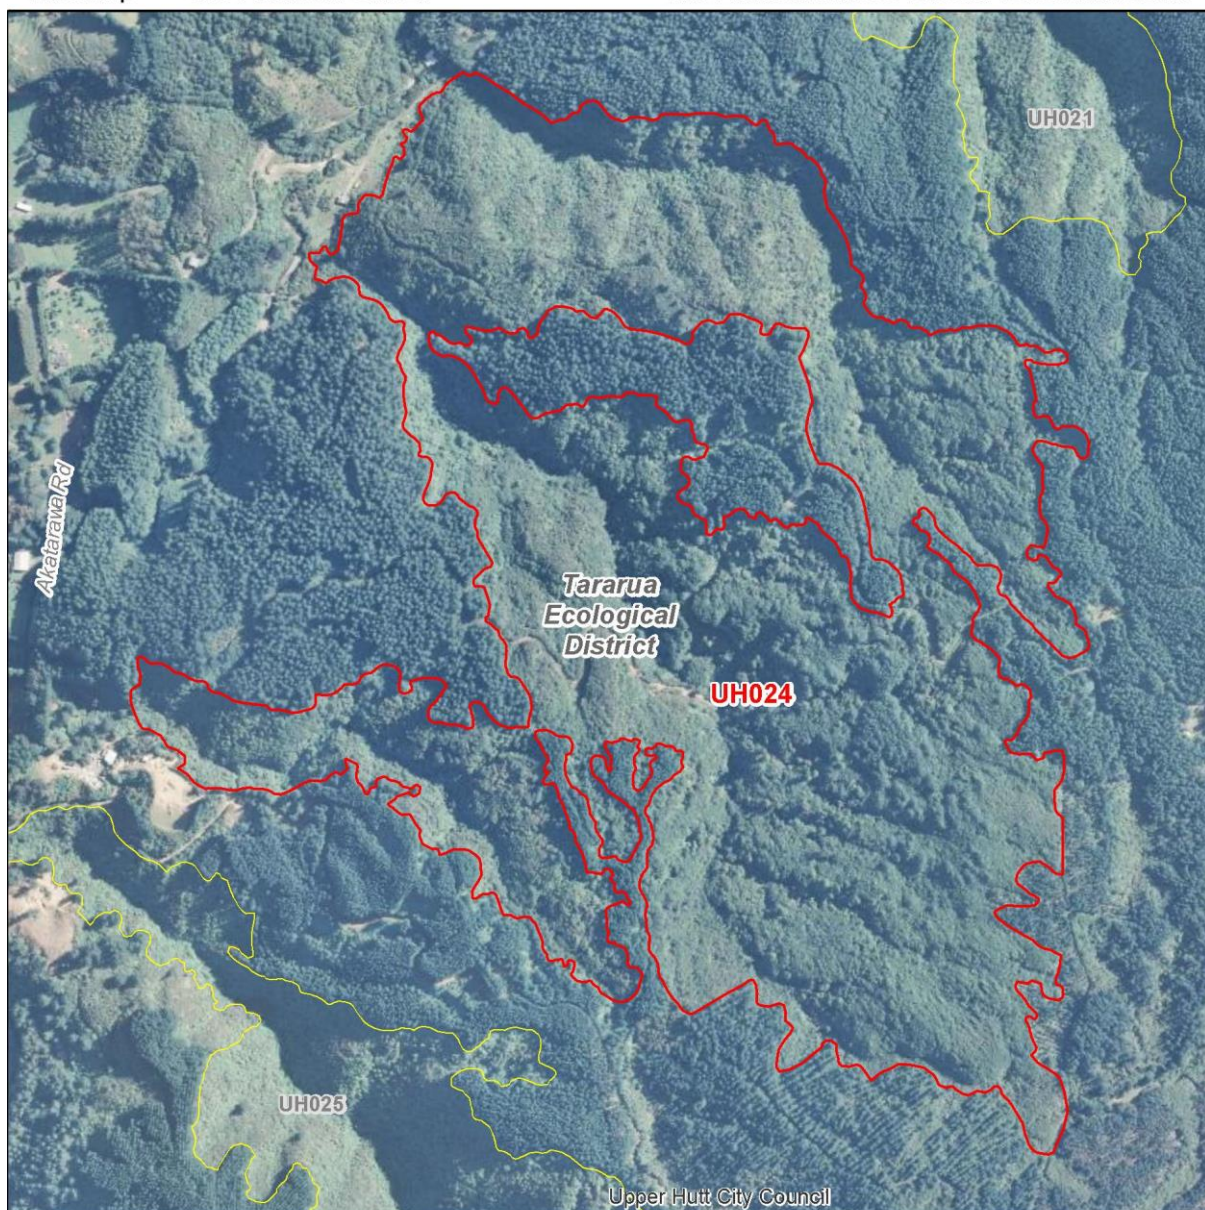 UH021
Akatarawa Rd
Tararua
Ecological
District
UH024
UH025
Upper Hutt City Council